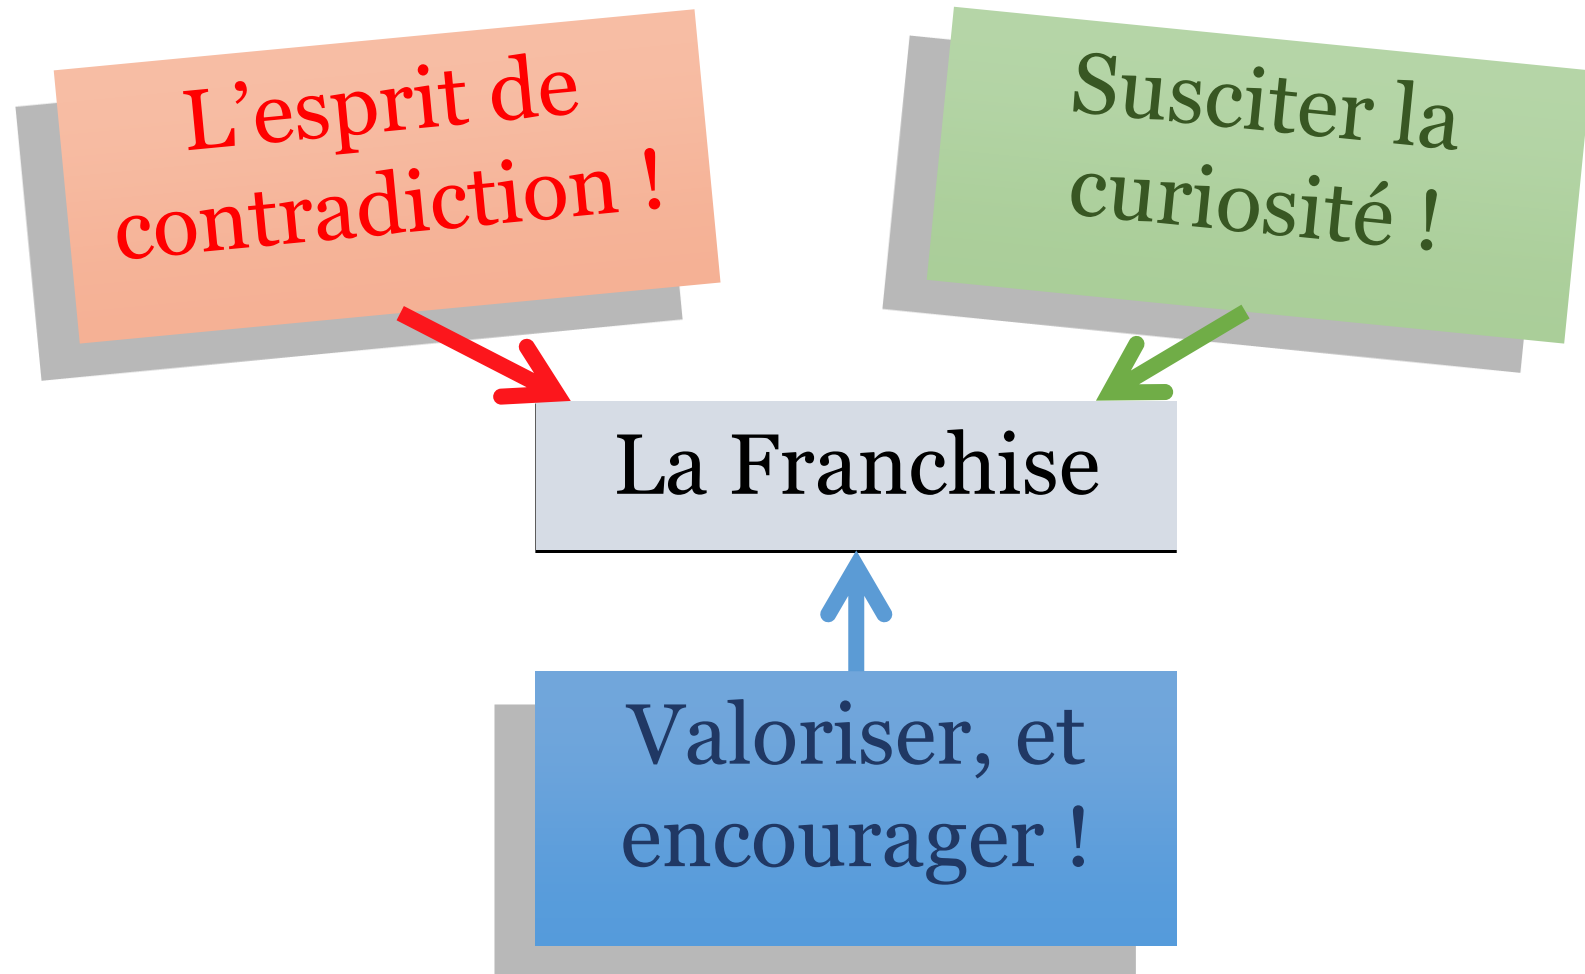 L’esprit de
contradiction !
Susciter la
curiosité !
La Franchise
Valoriser, et
encourager !